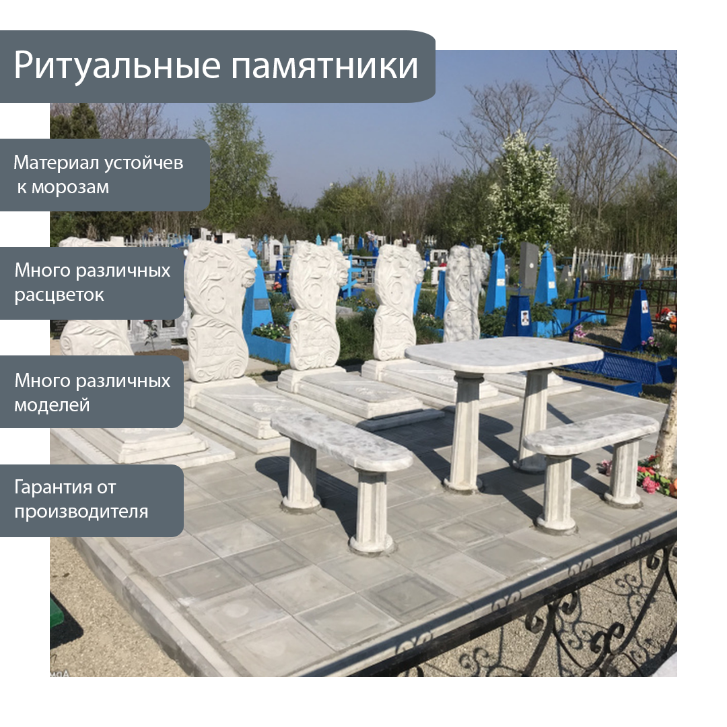 Ритуальные памятники
Материал устойчев
к морозам
Много различных
расцветок
Много различных
моделей
Гарантия от
производителя